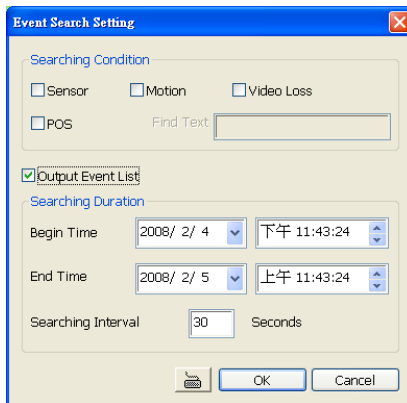 Event Search Setting
Searching Condition
Sensor Motion Video Loss
POS Find Text
Output Event List
Searching Duration
Begin Time 2008/ 2/ 4 下午 11:43:24
End Time 2008/ 2/ 5 上午 11:43:24
Searching Interval 30 Seconds
OK Cancel